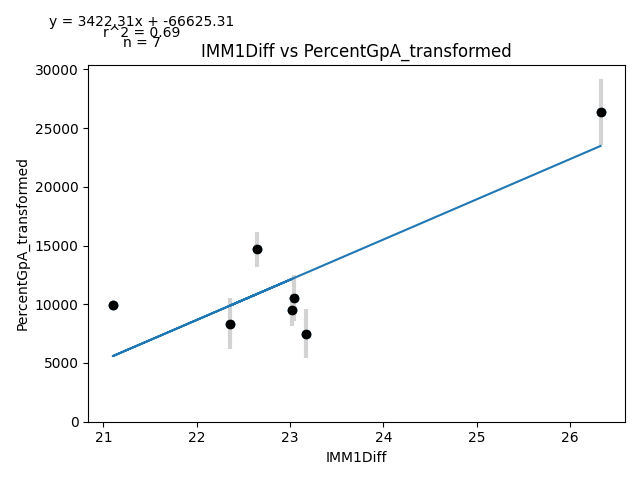 y = 3422.31x + -66625.31
r^2 = 0.69
n = 7
IMM1Diff vs PercentGpA_transformed
30000
25000
20000
15000
10000
5000
0
PercentGpA_transformed
21 22 23 24 25 26
IMM1Diff